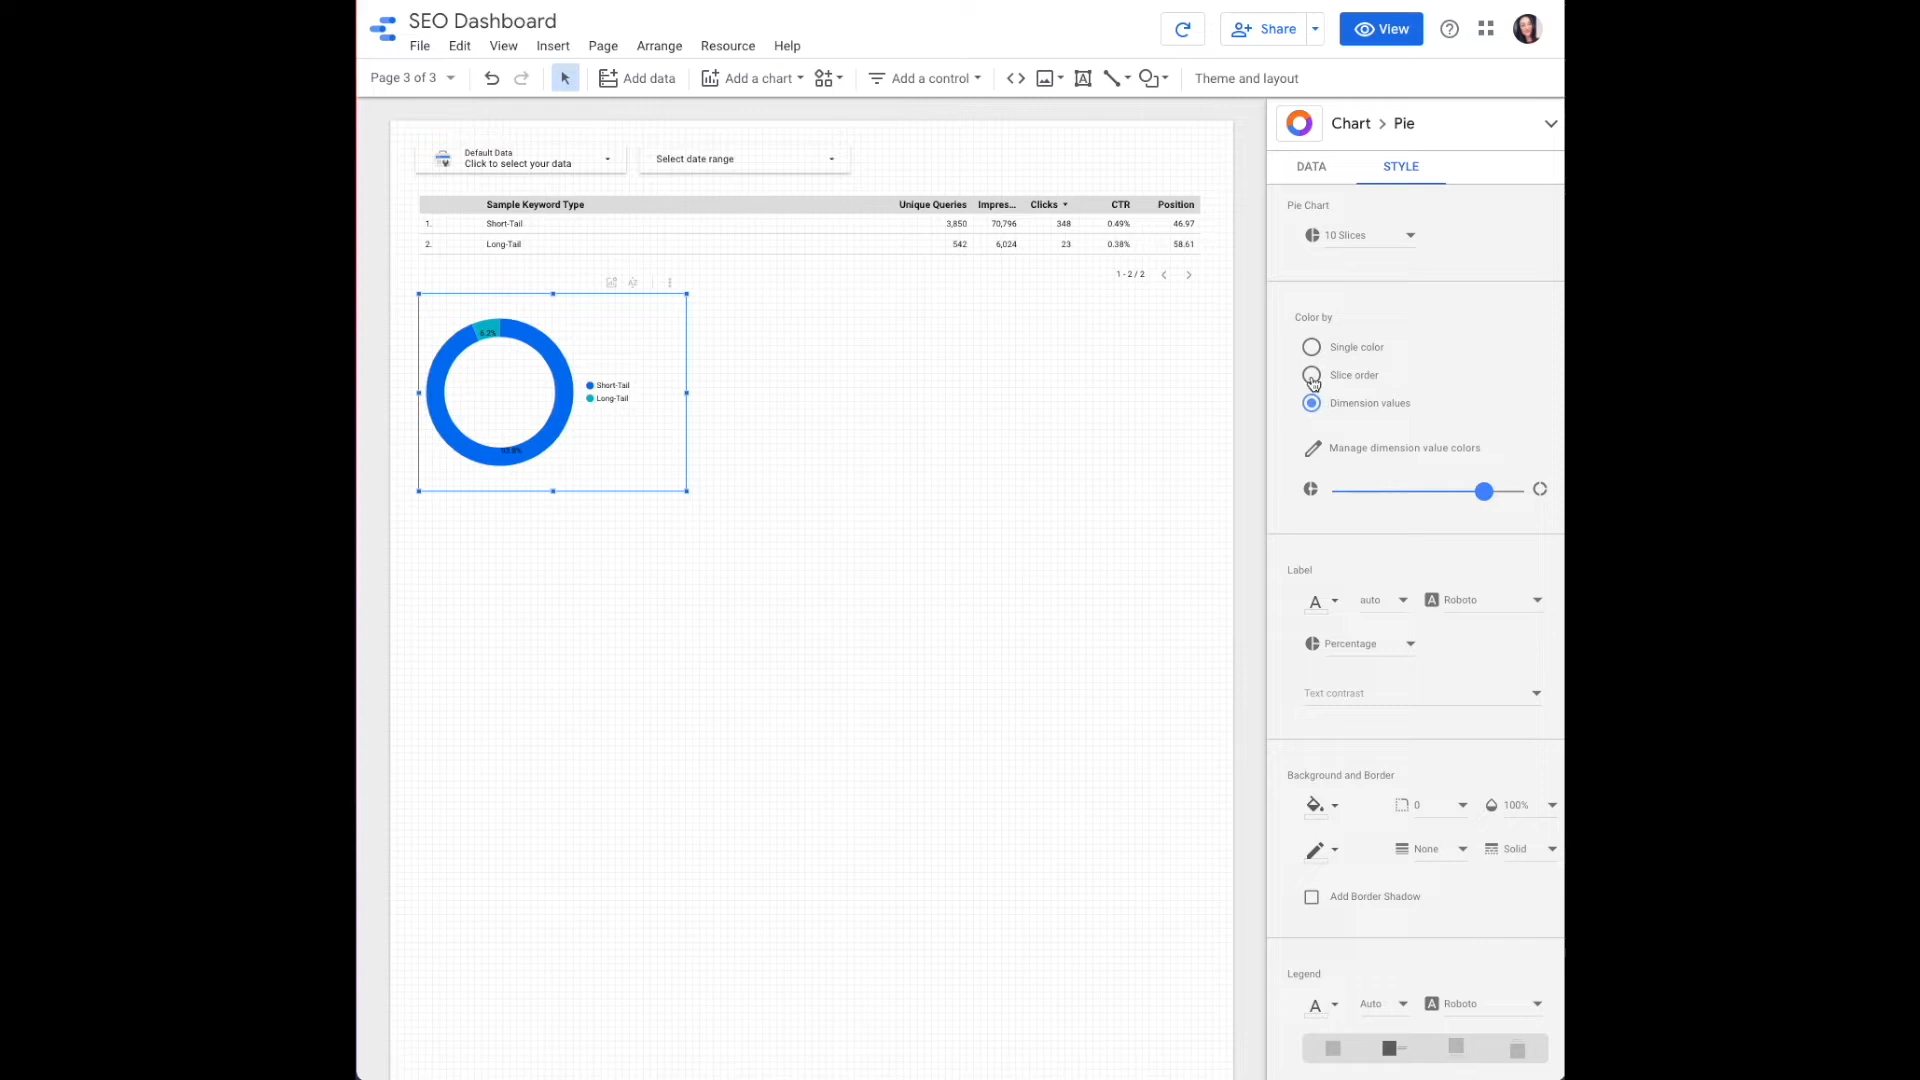 SEO Dashboard
File Edit View Insert Page Arrange Resource Help
Share View
Page 3 of 3 Add data Add a chart Add a control Theme and layout
Default Data
Click to select your data
Select date range
Sample Keyword Type Unique Queries Impres... Clicks CTR Position
1. Short-Tail 3,850 70,796 348 0.49% 46.97
2. Long-Tail 542 6,024 23 0.38% 58.61
1 - 2 / 2
6.2%
Short-Tail
Long-Tail
93.8%
Chart > Pie
DATA STYLE
Pie Chart
10 Slices
Color by
Single color
Slice order
Dimension values
Manage dimension value colors
Label
A auto A Roboto
Percentage
Text contrast
Background and Border
0 100%
None Solid
Add Border Shadow
Legend
A Auto A Roboto